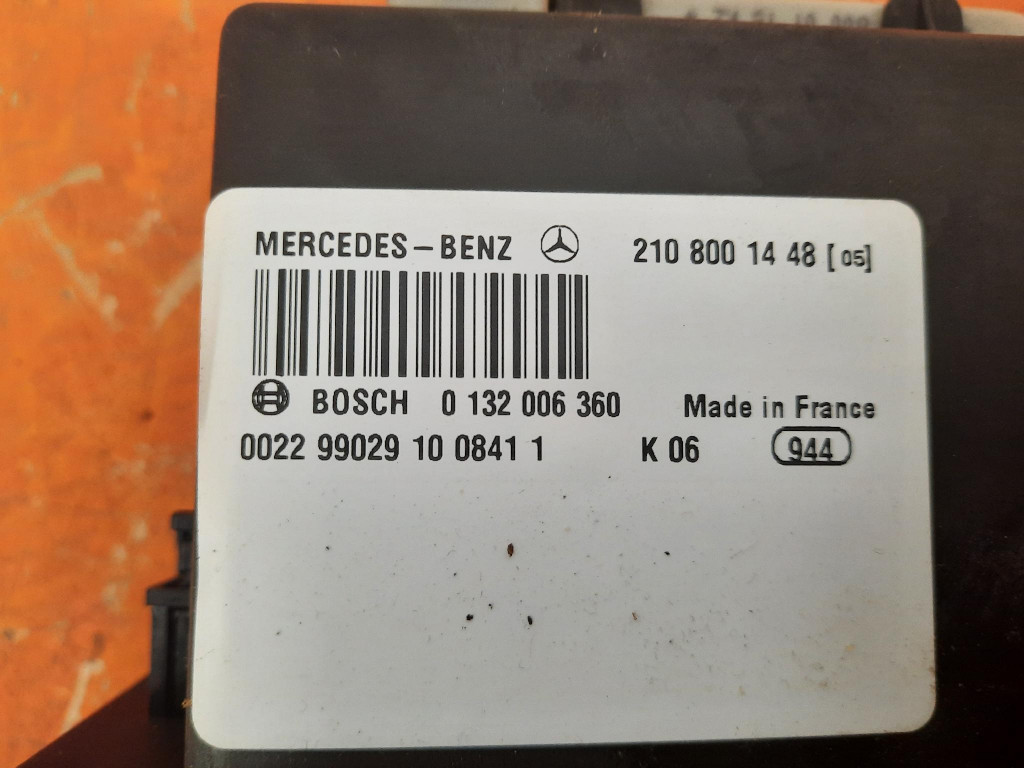 MERCEDES-BENZ 210 800 14 48 [05]
BOSCH 0 132 006 360 Made in France
0022 99029 10 0841 1 K 06 944